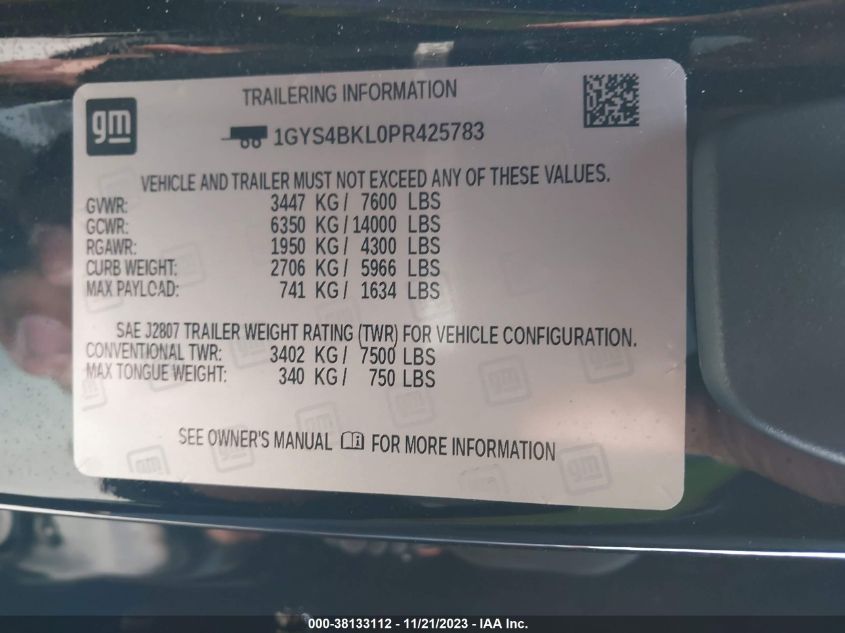 gm
TRAILERING INFORMATION
1GYS4BKL0PR425783
VEHICLE AND TRAILER MUST NOT EXCEED ANY OF THESE VALUES.
GVWR: 3447 KG / 7600 LBS
GCWR: 6350 KG / 14000 LBS
RGAWR: 1950 KG / 4300 LBS
CURB WEIGHT: 2706 KG / 5966 LBS
MAX PAYLOAD: 741 KG / 1634 LBS
SAE J2807 TRAILER WEIGHT RATING (TWR) FOR VEHICLE CONFIGURATION.
CONVENTIONAL TWR: 3402 KG / 7500 LBS
MAX TONGUE WEIGHT: 340 KG / 750 LBS
SEE OWNER'S MANUAL FOR MORE INFORMATION
000-38133112 - 11/21/2023 - IAA Inc.